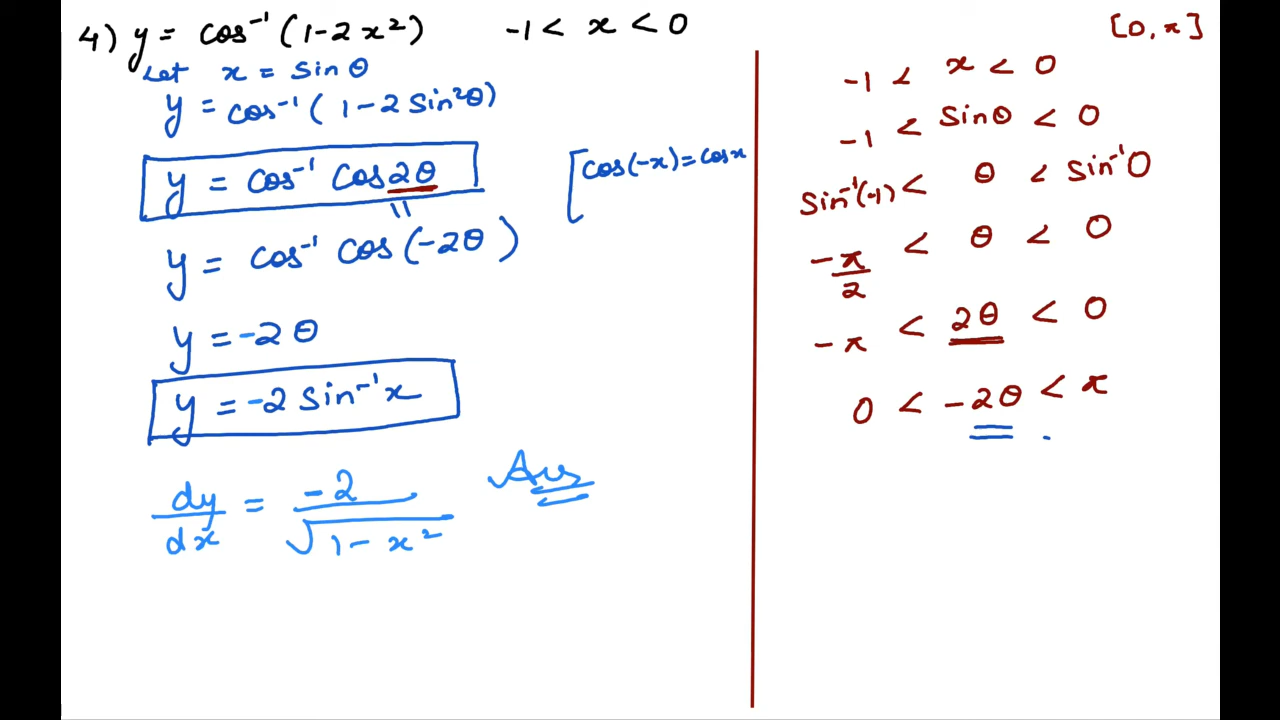 4) y = cos⁻¹ (1-2x²) -1 < x < 0
Let x = sin θ
y = cos⁻¹ ( 1-2 sin²θ)
y = cos⁻¹ cos 2θ
[cos(-x) = cos x
y = cos⁻¹ cos (-2θ)
y = -2θ
y = -2 sin⁻¹x
dy/dx = -2/√(1-x²) Ans
[0, π]
-1 < x < 0
-1 < sin θ < 0
sin⁻¹(-1) < θ < sin⁻¹0
-π/2 < θ < 0
-π < 2θ < 0
0 < -2θ < π